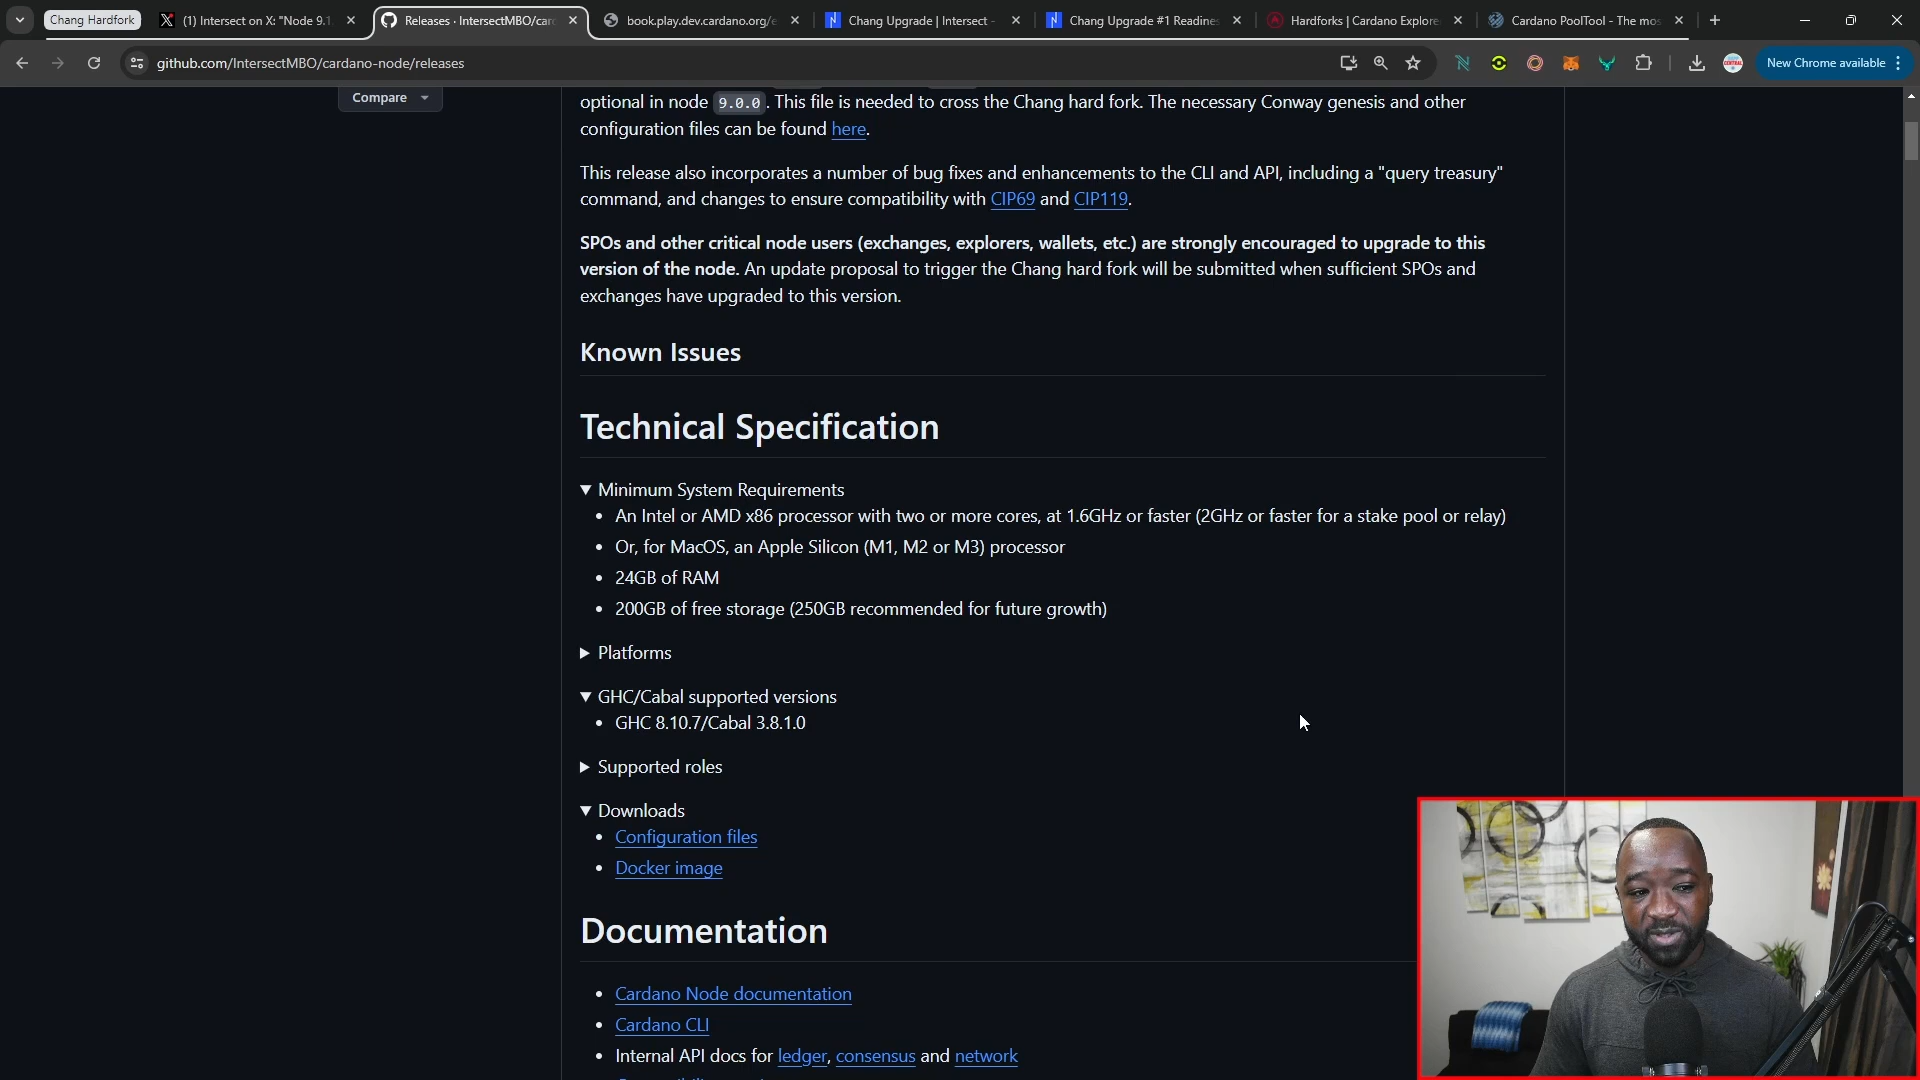 Chang Hardfork
(1) Intersect on X: "Node 9.1.
Releases · IntersectMBO/car
book.play.dev.cardano.org/e
Chang Upgrade | Intersect -
Chang Upgrade #1 Readines
Hardforks | Cardano Explore
Cardano PoolTool - The mos
github.com/IntersectMBO/cardano-node/releases
New Chrome available
Compare
optional in node 9.0.0. This file is needed to cross the Chang hard fork. The necessary Conway genesis and other
configuration files can be found here.
This release also incorporates a number of bug fixes and enhancements to the CLI and API, including a "query treasury"
command, and changes to ensure compatibility with CIP69 and CIP119.
SPOs and other critical node users (exchanges, explorers, wallets, etc.) are strongly encouraged to upgrade to this
version of the node. An update proposal to trigger the Chang hard fork will be submitted when sufficient SPOs and
exchanges have upgraded to this version.
Known Issues
Technical Specification
Minimum System Requirements
An Intel or AMD x86 processor with two or more cores, at 1.6GHz or faster (2GHz or faster for a stake pool or relay)
Or, for MacOS, an Apple Silicon (M1, M2 or M3) processor
24GB of RAM
200GB of free storage (250GB recommended for future growth)
Platforms
GHC/Cabal supported versions
GHC 8.10.7/Cabal 3.8.1.0
Supported roles
Downloads
Configuration files
Docker image
Documentation
Cardano Node documentation
Cardano CLI
Internal API docs for ledger, consensus and network